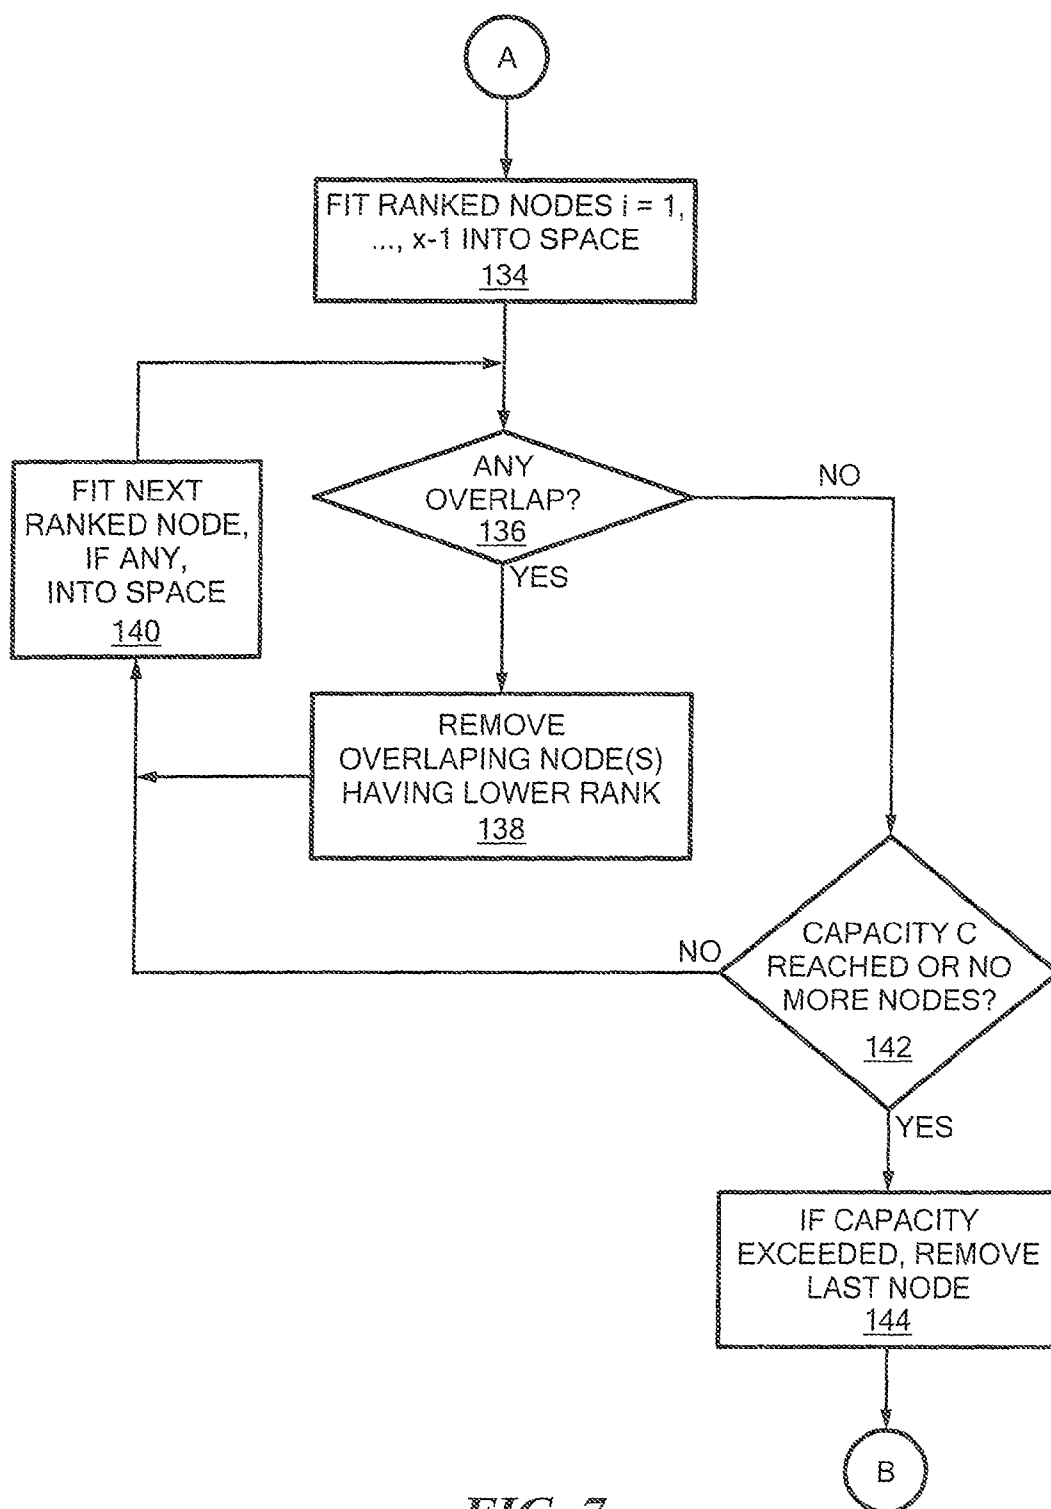 A
FIT RANKED NODES i = 1,
..., x-1 INTO SPACE
134
ANY
OVERLAP?
136
NO
YES
FIT NEXT
RANKED NODE,
IF ANY,
INTO SPACE
140
REMOVE
OVERLAPING NODE(S)
HAVING LOWER RANK
138
NO
CAPACITY C
REACHED OR NO
MORE NODES?
142
YES
IF CAPACITY
EXCEEDED, REMOVE
LAST NODE
144
B
FIG. 7